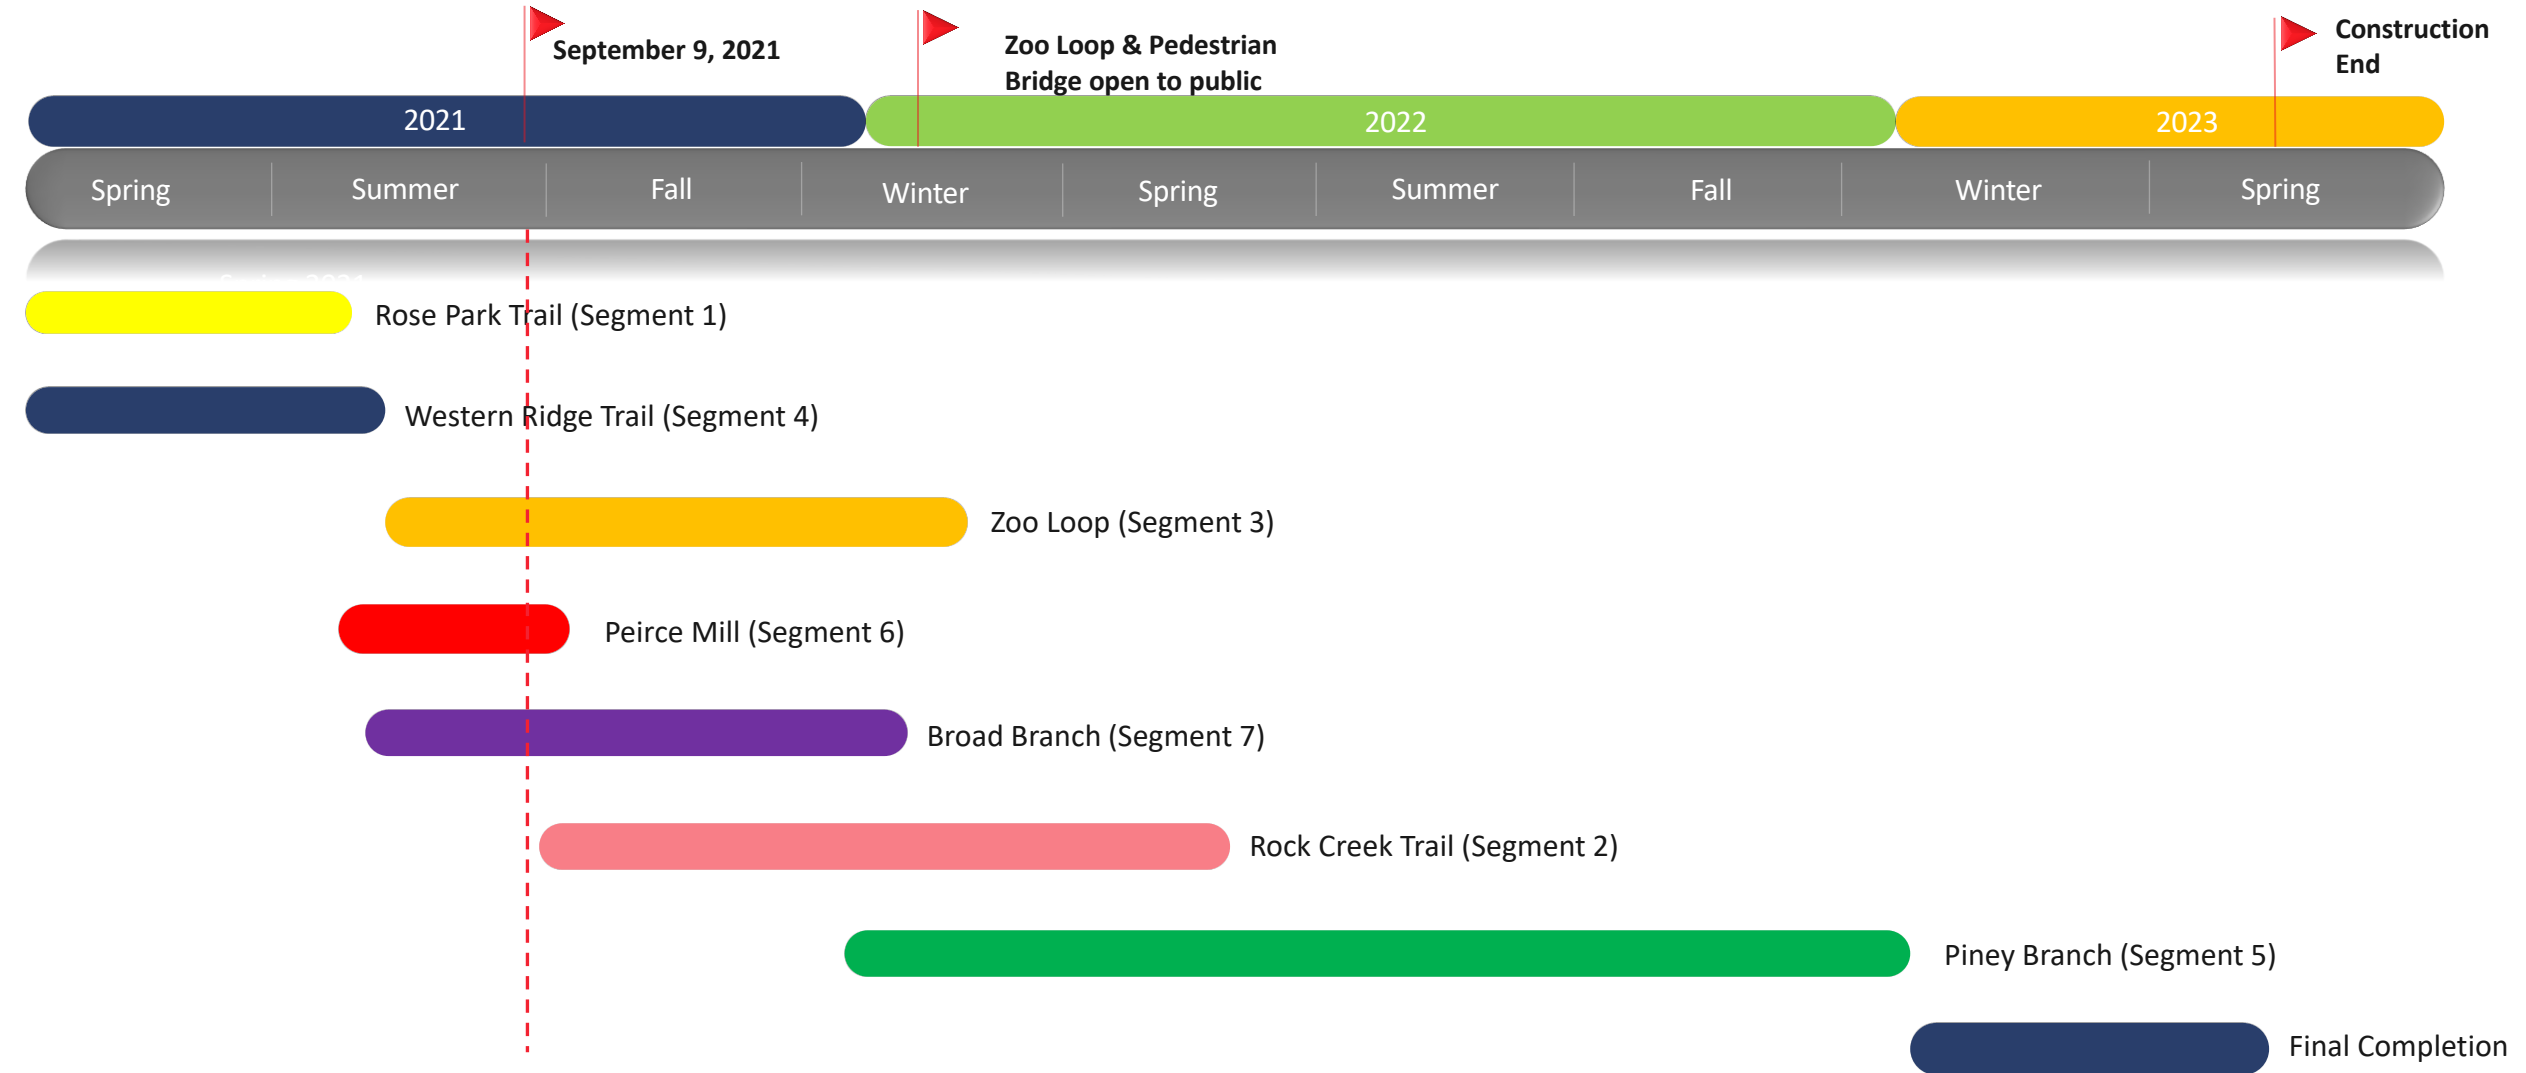 September 9, 2021
Zoo Loop & Pedestrian
Bridge open to public
Construction
End
2021
2022
2023
Spring
Summer
Fall
Winter
Spring
Summer
Fall
Winter
Spring
Rose Park Trail (Segment 1)
Western Ridge Trail (Segment 4)
Zoo Loop (Segment 3)
Peirce Mill (Segment 6)
Broad Branch (Segment 7)
Rock Creek Trail (Segment 2)
Piney Branch (Segment 5)
Final Completion